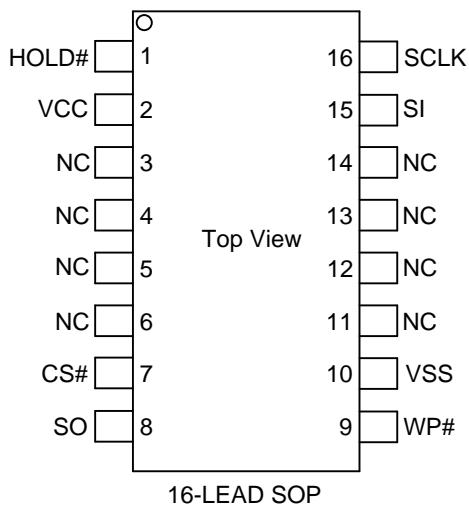 HOLD# 1 16 SCLK
VCC 2 15 SI
NC 3 14 NC
NC 4 13 NC
Top View
NC 5 12 NC
NC 6 11 NC
CS# 7 10 VSS
SO 8 9 WP#
16-LEAD SOP